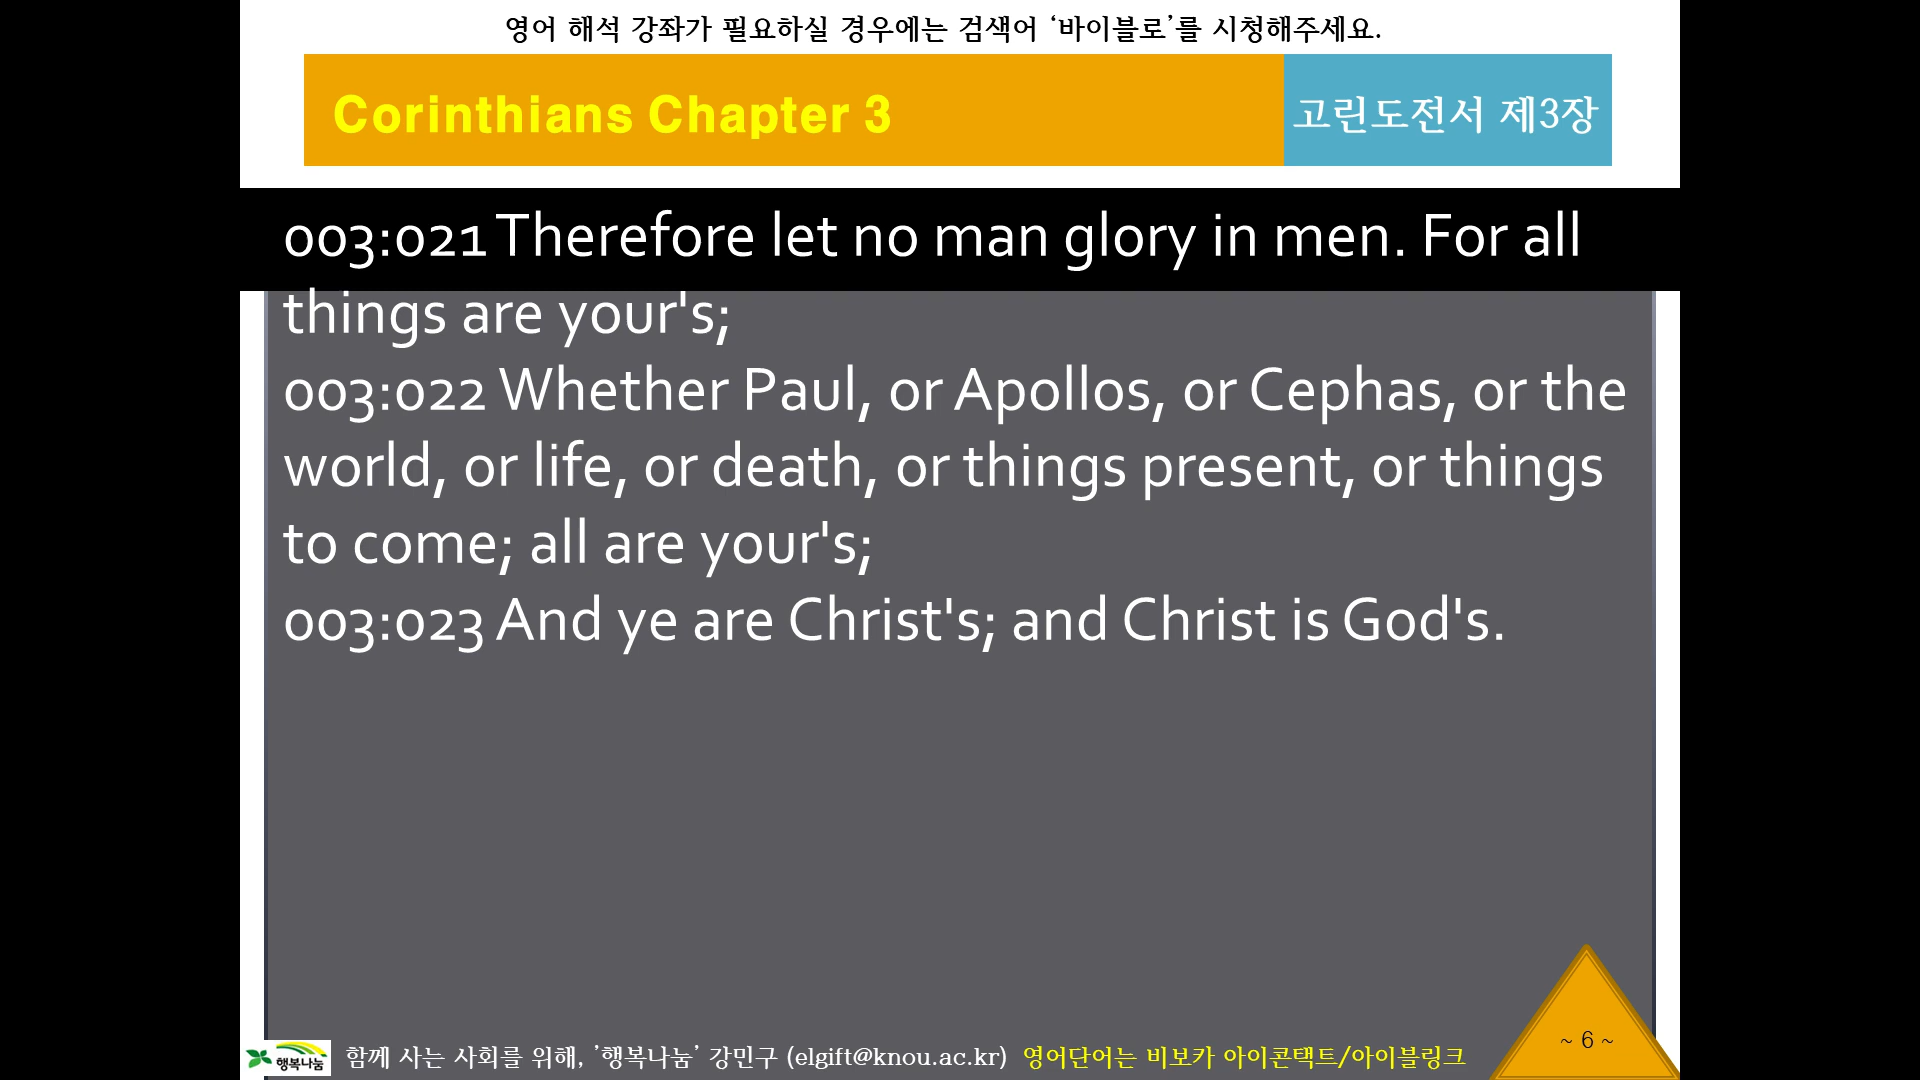 영어 해석 강좌가 필요하실 경우에는 검색어 ‘바이블로’를 시청해주세요.
Corinthians Chapter 3
고린도전서 제3장
003:021 Therefore let no man glory in men. For all
things are your's;
003:022 Whether Paul, or Apollos, or Cephas, or the
world, or life, or death, or things present, or things
to come; all are your's;
003:023 And ye are Christ's; and Christ is God's.
~ 6 ~
행복나눔
함께 사는 사회를 위해, ’행복나눔’ 강민구 (elgift@knou.ac.kr) 영어단어는 비보카 아이콘택트/아이블링크